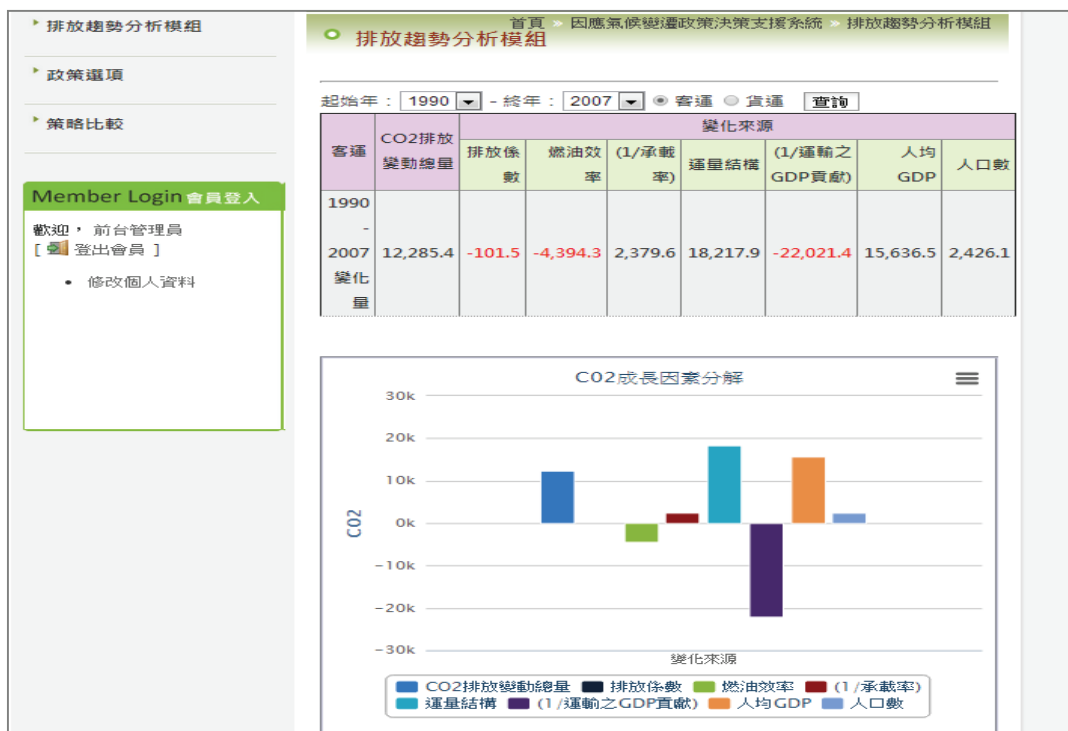 排放趨勢分析模組
政策選項
策略比較
Member Login 會員登入
歡迎， 前台管理員
[ 登出會員 ]
• 修改個人資料
首頁 » 因應氣候變遷政策決策支援系統 » 排放趨勢分析模組
排放趨勢分析模組
起始年 : 1990 - 終年 : 2007 客運 貨運 查詢
客運
CO2排放
變動總量
變化來源
排放係
數
燃油效
率
(1/承載
率)
運量結構
(1/運輸之
GDP貢獻)
人均
GDP
人口數
1990
-
2007
變化
量
12,285.4 -101.5 -4,394.3 2,379.6 18,217.9 -22,021.4 15,636.5 2,426.1
CO2成長因素分解
CO2
30k
20k
10k
0k
-10k
-20k
-30k
變化來源
CO2排放變動總量 排放係數 燃油效率 (1/承載率)
運量結構 (1/運輸之GDP貢獻) 人均GDP 人口數